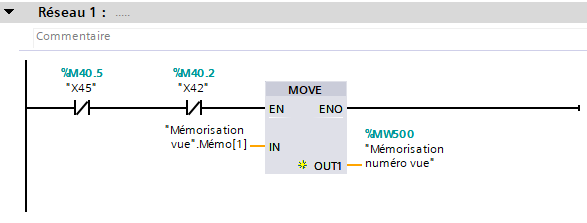 Réseau 1 : .....
Commentaire
%M40.5
"X45"
%M40.2
"X42"
MOVE
EN ENO
"Mémorisation
vue".Mémo[1]
IN
OUT1
%MW500
"Mémorisation
numéro vue"